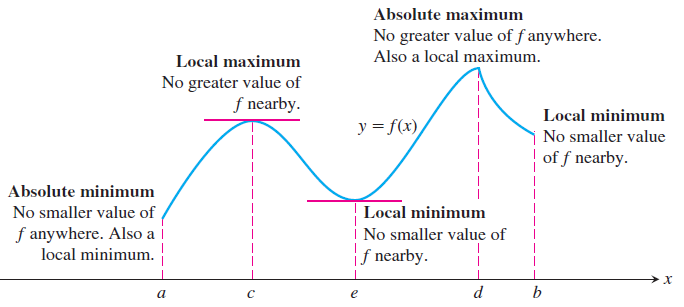 Absolute maximum
No greater value of f anywhere.
Also a local maximum.
Local maximum
No greater value of
f nearby.
y = f(x)
Local minimum
No smaller value
of f nearby.
Absolute minimum
No smaller value of
f anywhere. Also a
local minimum.
Local minimum
No smaller value of
f nearby.
x
a
c
e
d
b